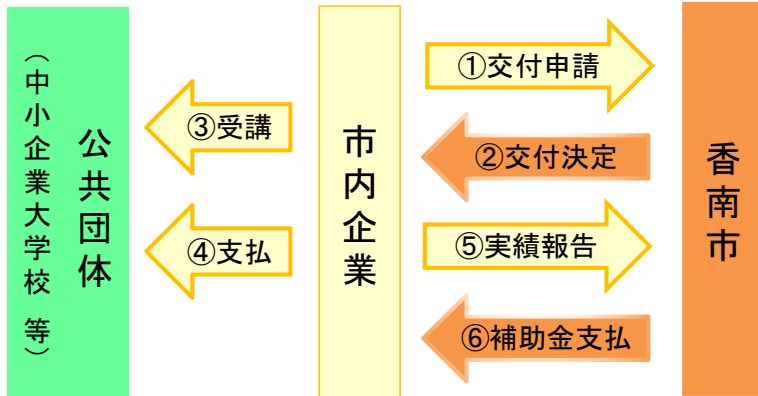 公共団体
（中小企業大学校 等）
③受講
④支払
市内企業
①交付申請
②交付決定
⑤実績報告
⑥補助金支払
香南市